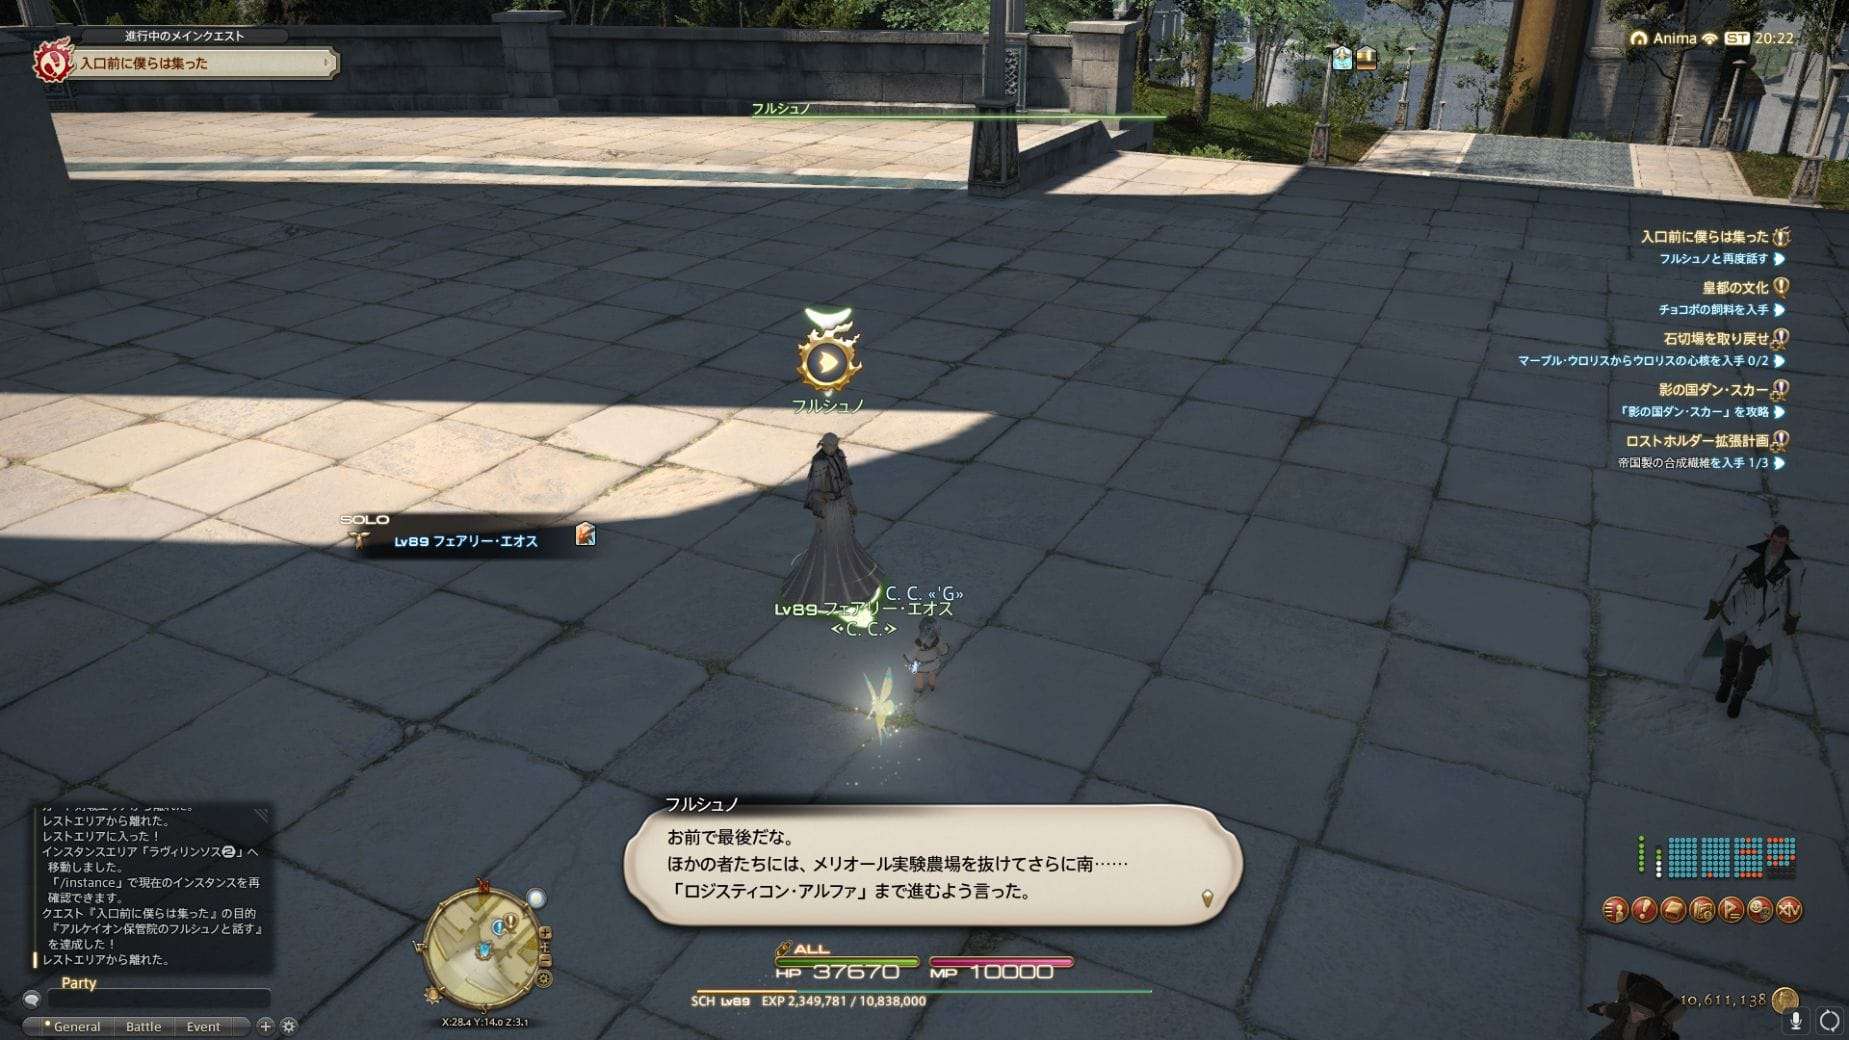 進行中のメインクエスト
入口前に僕らは集った
フルシュノ
Anima ST 20:22
入口前に僕らは集った
フルシュノと再度話す
皇都の文化
チョコボの飼料を入手
石切場を取り戻せ
マーブル・ウロリスからウロリスの心核を入手 0/2
影の国ダン・スカー
「影の国ダン・スカー」を攻略
ロストホルダー拡張計画
帝国製の合成繊維を入手 1/3
フルシュノ
SOLO
Lv89 フェアリー・エオス
C. C. «'G»
Lv89 フェアリー・エオス
<C. C.>
フルシュノ
お前で最後だな。
ほかの者たちには、メリオール実験農場を抜けてさらに南……
「ロジスティコン・アルファ」まで進むよう言った。
レストエリアから離れた。
レストエリアに入った！
インスタンスエリア「ラヴィリンソス2」へ
移動しました。
「/instance」で現在のインスタンスを再
確認できます。
クエスト『入口前に僕らは集った』の目的
『アルケイオン保管院のフルシュノと話す』
を達成した！
レストエリアから離れた。
Party
General Battle Event
X:28.4 Y:14.0 Z:3.1
ALL
HP 37670 MP 10000
SCH Lv89 EXP 2,349,781 / 10,838,000
XIV
10,611,138